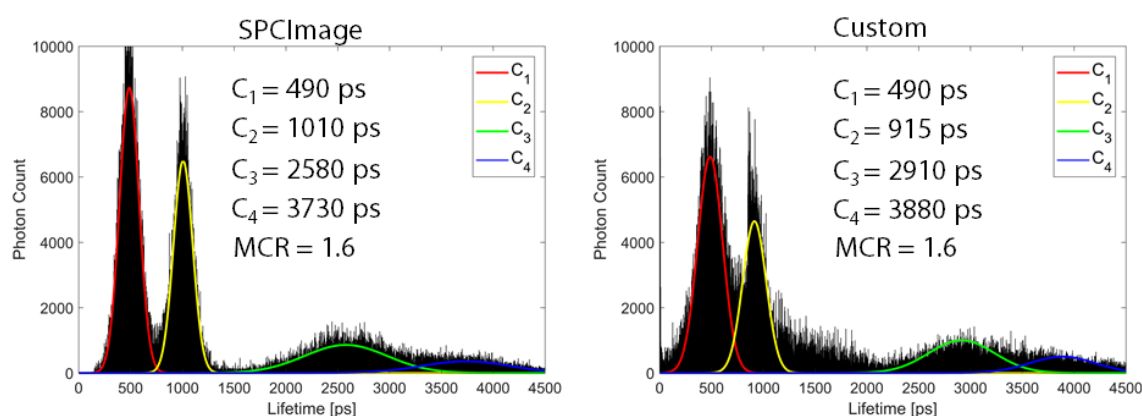 SPCImage
C₁ = 490 ps
C₂ = 1010 ps
C₃ = 2580 ps
C₄ = 3730 ps
MCR = 1.6
C₁
C₂
C₃
C₄
Photon Count
10000
8000
6000
4000
2000
0
0 500 1000 1500 2000 2500 3000 3500 4000 4500
Lifetime [ps]
Custom
C₁ = 490 ps
C₂ = 915 ps
C₃ = 2910 ps
C₄ = 3880 ps
MCR = 1.6
C₁
C₂
C₃
C₄
Photon Count
10000
8000
6000
4000
2000
0
0 500 1000 1500 2000 2500 3000 3500 4000 4500
Lifetime [ps]